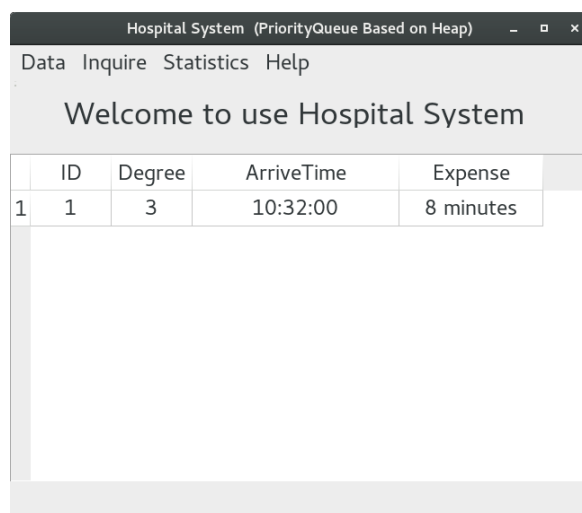 Hospital System (PriorityQueue Based on Heap)
Data Inquire Statistics Help
Welcome to use Hospital System
ID Degree ArriveTime Expense
1 1 3 10:32:00 8 minutes